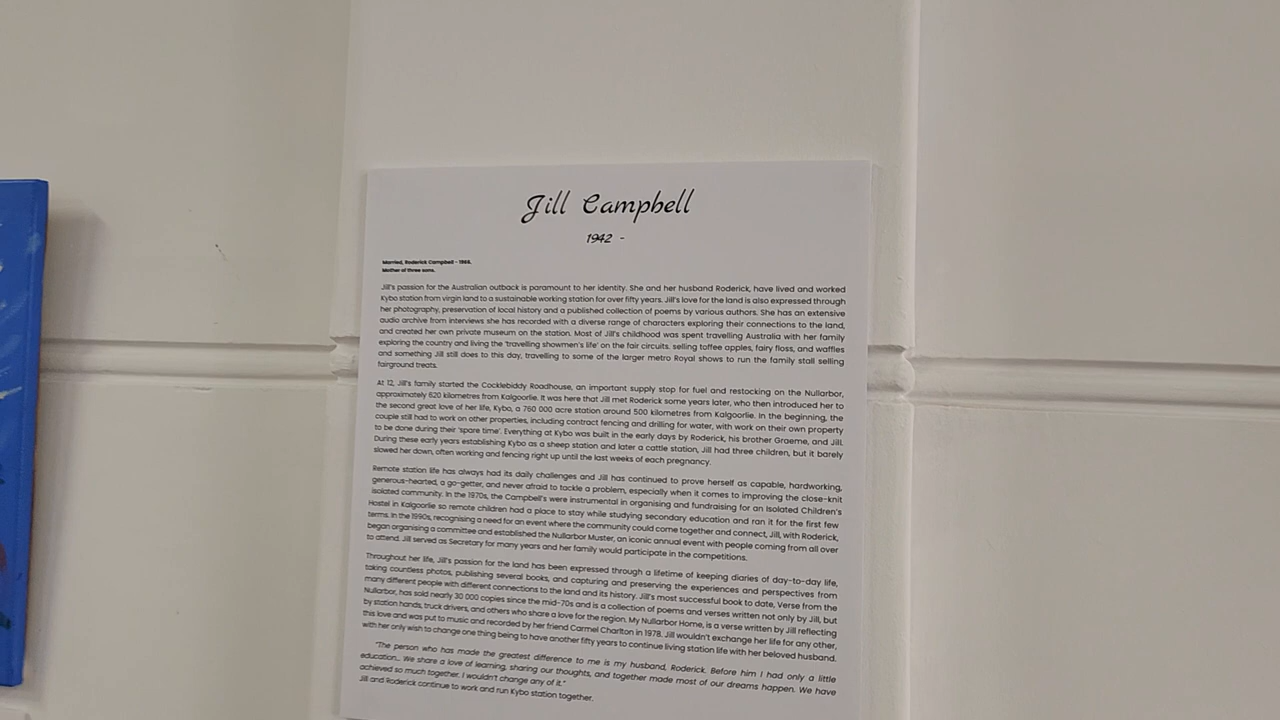 Jill Campbell
1942 -
Married, Roderick Campbell - 1968.
Mother of three sons.
Jill's passion for the Australian outback is paramount to her identity. She and her husband Roderick, have lived and worked
Kybo station from virgin land to a sustainable working station for over fifty years. Jill's love for the land is also expressed through
her photography, preservation of local history and a published collection of poems by various authors. She has an extensive
audio archive from interviews she has recorded with a diverse range of characters exploring their connections to the land,
and created her own private museum on the station. Most of Jill's childhood was spent travelling Australia with her family
exploring the country and living the 'travelling showmen's life' on the fair circuits. selling toffee apples, fairy floss, and waffles
and something Jill still does to this day, travelling to some of the larger metro Royal shows to run the family stall selling
fairground treats.
At 12, Jill's family started the Cocklebiddy Roadhouse, an important supply stop for fuel and restocking on the Nullarbor,
approximately 620 kilometres from Kalgoorlie. It was here that Jill met Roderick some years later, who then introduced her to
the second great love of her life, Kybo, a 760 000 acre station around 500 kilometres from Kalgoorlie. In the beginning, the
couple still had to work on other properties, including contract fencing and drilling for water, with work on their own property
to be done during their 'spare time'. Everything at Kybo was built in the early days by Roderick, his brother Graeme, and Jill.
During these early years establishing Kybo as a sheep station and later a cattle station, Jill had three children, but it barely
slowed her down, often working and fencing right up until the last weeks of each pregnancy.
Remote station life has always had its daily challenges and Jill has continued to prove herself as capable, hardworking,
generous-hearted, a go-getter, and never afraid to tackle a problem, especially when it comes to improving the close-knit
isolated community. In the 1970s, the Campbell's were instrumental in organising and fundraising for an Isolated Children's
Hostel in Kalgoorlie so remote children had a place to stay while studying secondary education and ran it for the first few
terms. In the 1990s, recognising a need for an event where the community could come together and connect, Jill, with Roderick,
began organising a committee and established the Nullarbor Muster, an iconic annual event with people coming from all over
to attend. Jill served as Secretary for many years and her family would participate in the competitions.
Throughout her life, Jill's passion for the land has been expressed through a lifetime of keeping diaries of day-to-day life,
taking countless photos, publishing several books, and capturing and preserving the experiences and perspectives from
many different people with different connections to the land and its history. Jill's most successful book to date, Verse from the
Nullarbor, has sold nearly 30 000 copies since the mid-70s and is a collection of poems and verses written not only by Jill, but
by station hands, truck drivers, and others who share a love for the region. My Nullarbor Home, is a verse written by Jill reflecting
this love and was put to music and recorded by her friend Carmel Charlton in 1978. Jill wouldn't exchange her life for any other,
with her only wish to change one thing being to have another fifty years to continue living station life with her beloved husband.
"The person who has made the greatest difference to me is my husband, Roderick. Before him I had only a little
education... We share a love of learning, sharing our thoughts, and together made most of our dreams happen. We have
achieved so much together. I wouldn't change any of it."
Jill and Roderick continue to work and run Kybo station together.